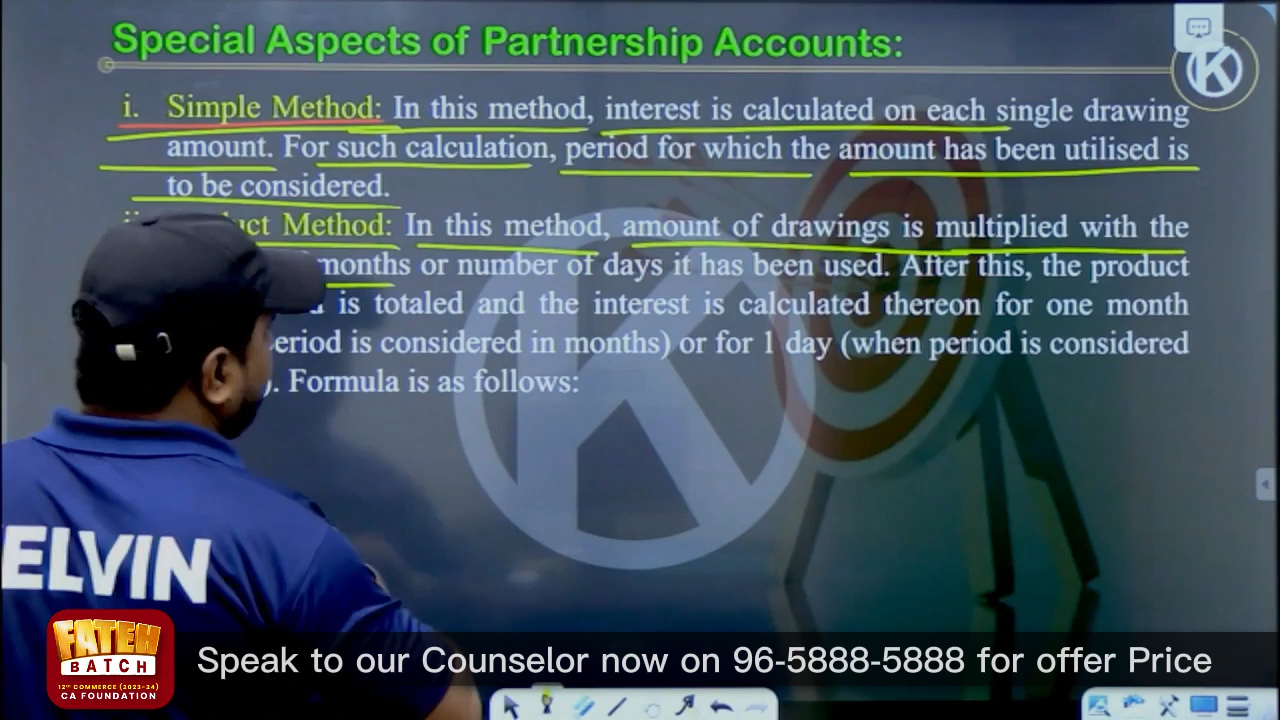 Special Aspects of Partnership Accounts:
i. Simple Method: In this method, interest is calculated on each single drawing
amount. For such calculation, period for which the amount has been utilised is
to be considered.
Method: In this method, amount of drawings is multiplied with the
months or number of days it has been used. After this, the product
is totaled and the interest is calculated thereon for one month
is considered in months) or for 1 day (when period is considered
). Formula is as follows:
K
K
ELVIN
FATEH
BATCH
12th COMMERCE (2023-24)
CA FOUNDATION
Speak to our Counselor now on 96-5888-5888 for offer Price